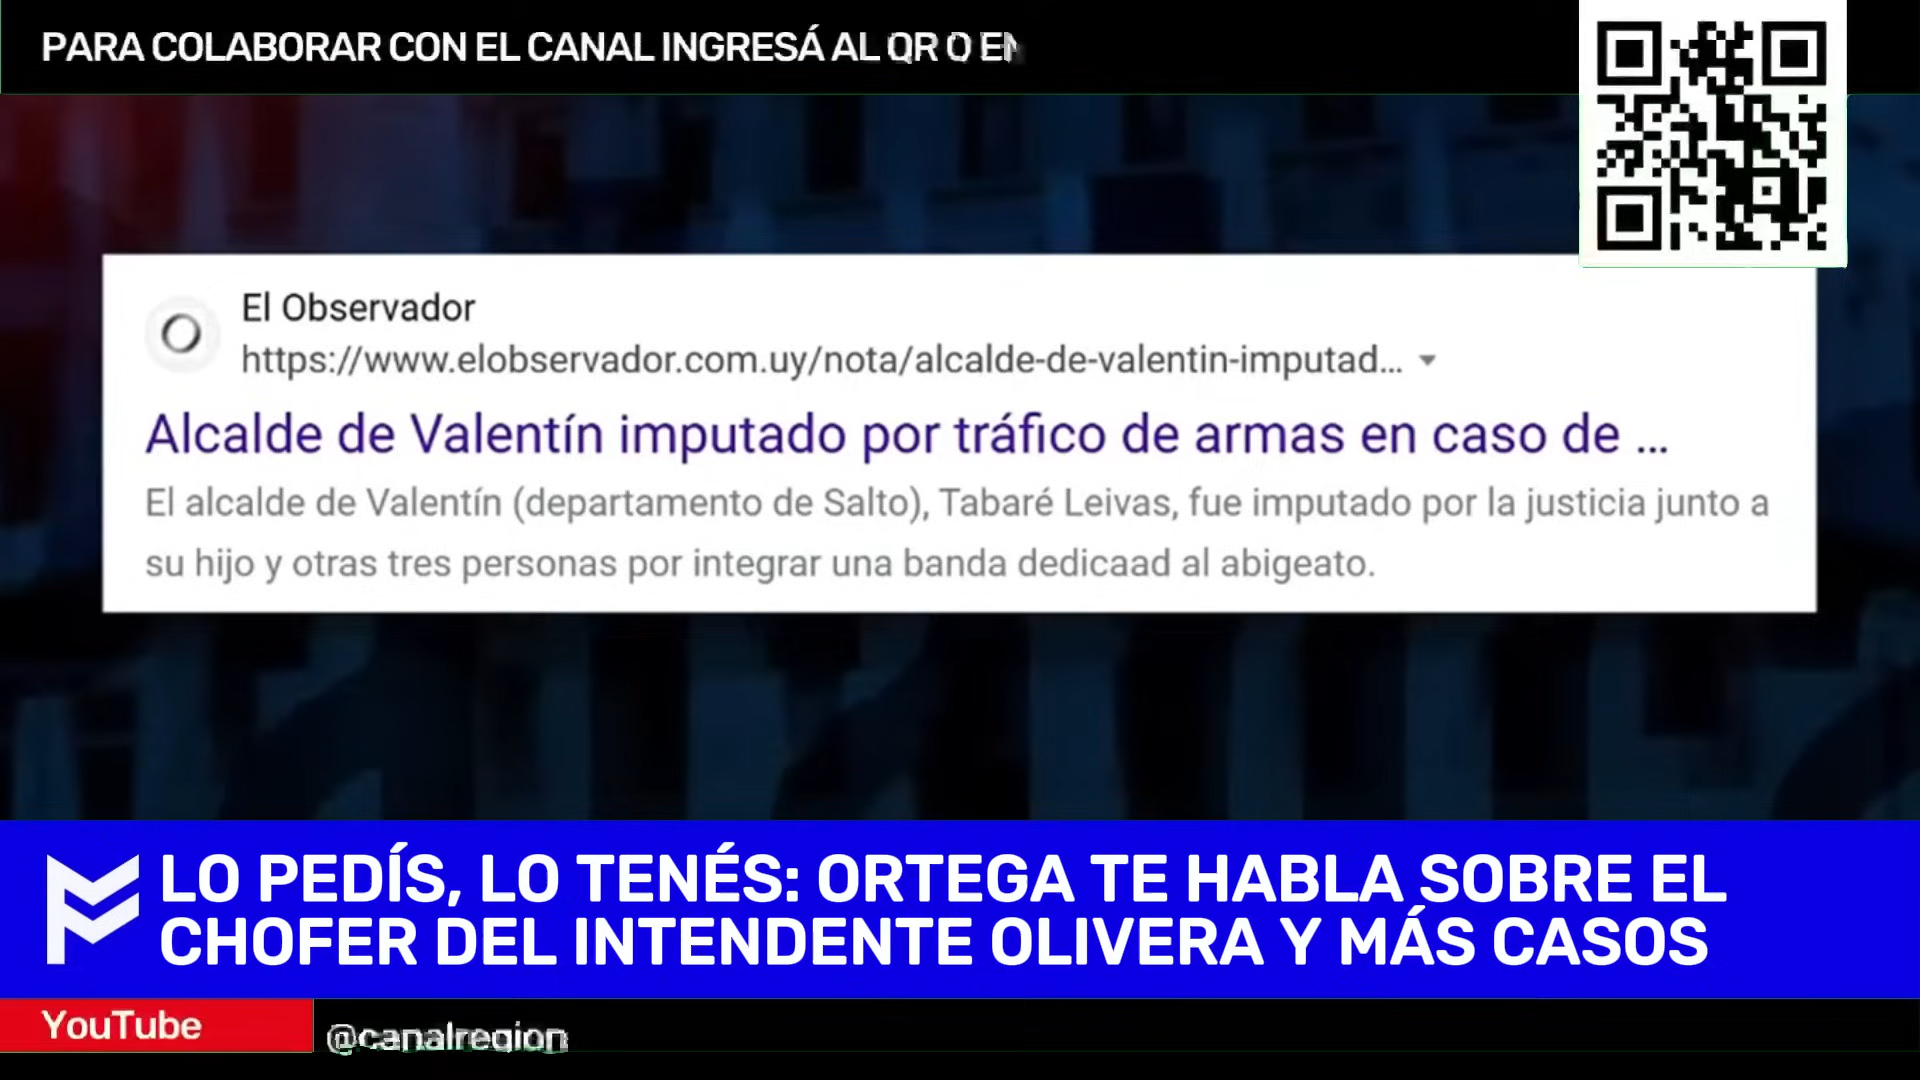 PARA COLABORAR CON EL CANAL INGRESÁ AL QR O EN
El Observador
https://www.elobservador.com.uy/nota/alcalde-de-valentin-imputad...
Alcalde de Valentín imputado por tráfico de armas en caso de ...
El alcalde de Valentín (departamento de Salto), Tabaré Leivas, fue imputado por la justicia junto a
su hijo y otras tres personas por integrar una banda dedicaad al abigeato.
LO PEDÍS, LO TENÉS: ORTEGA TE HABLA SOBRE EL
CHOFER DEL INTENDENTE OLIVERA Y MÁS CASOS
YouTube
@canalregion